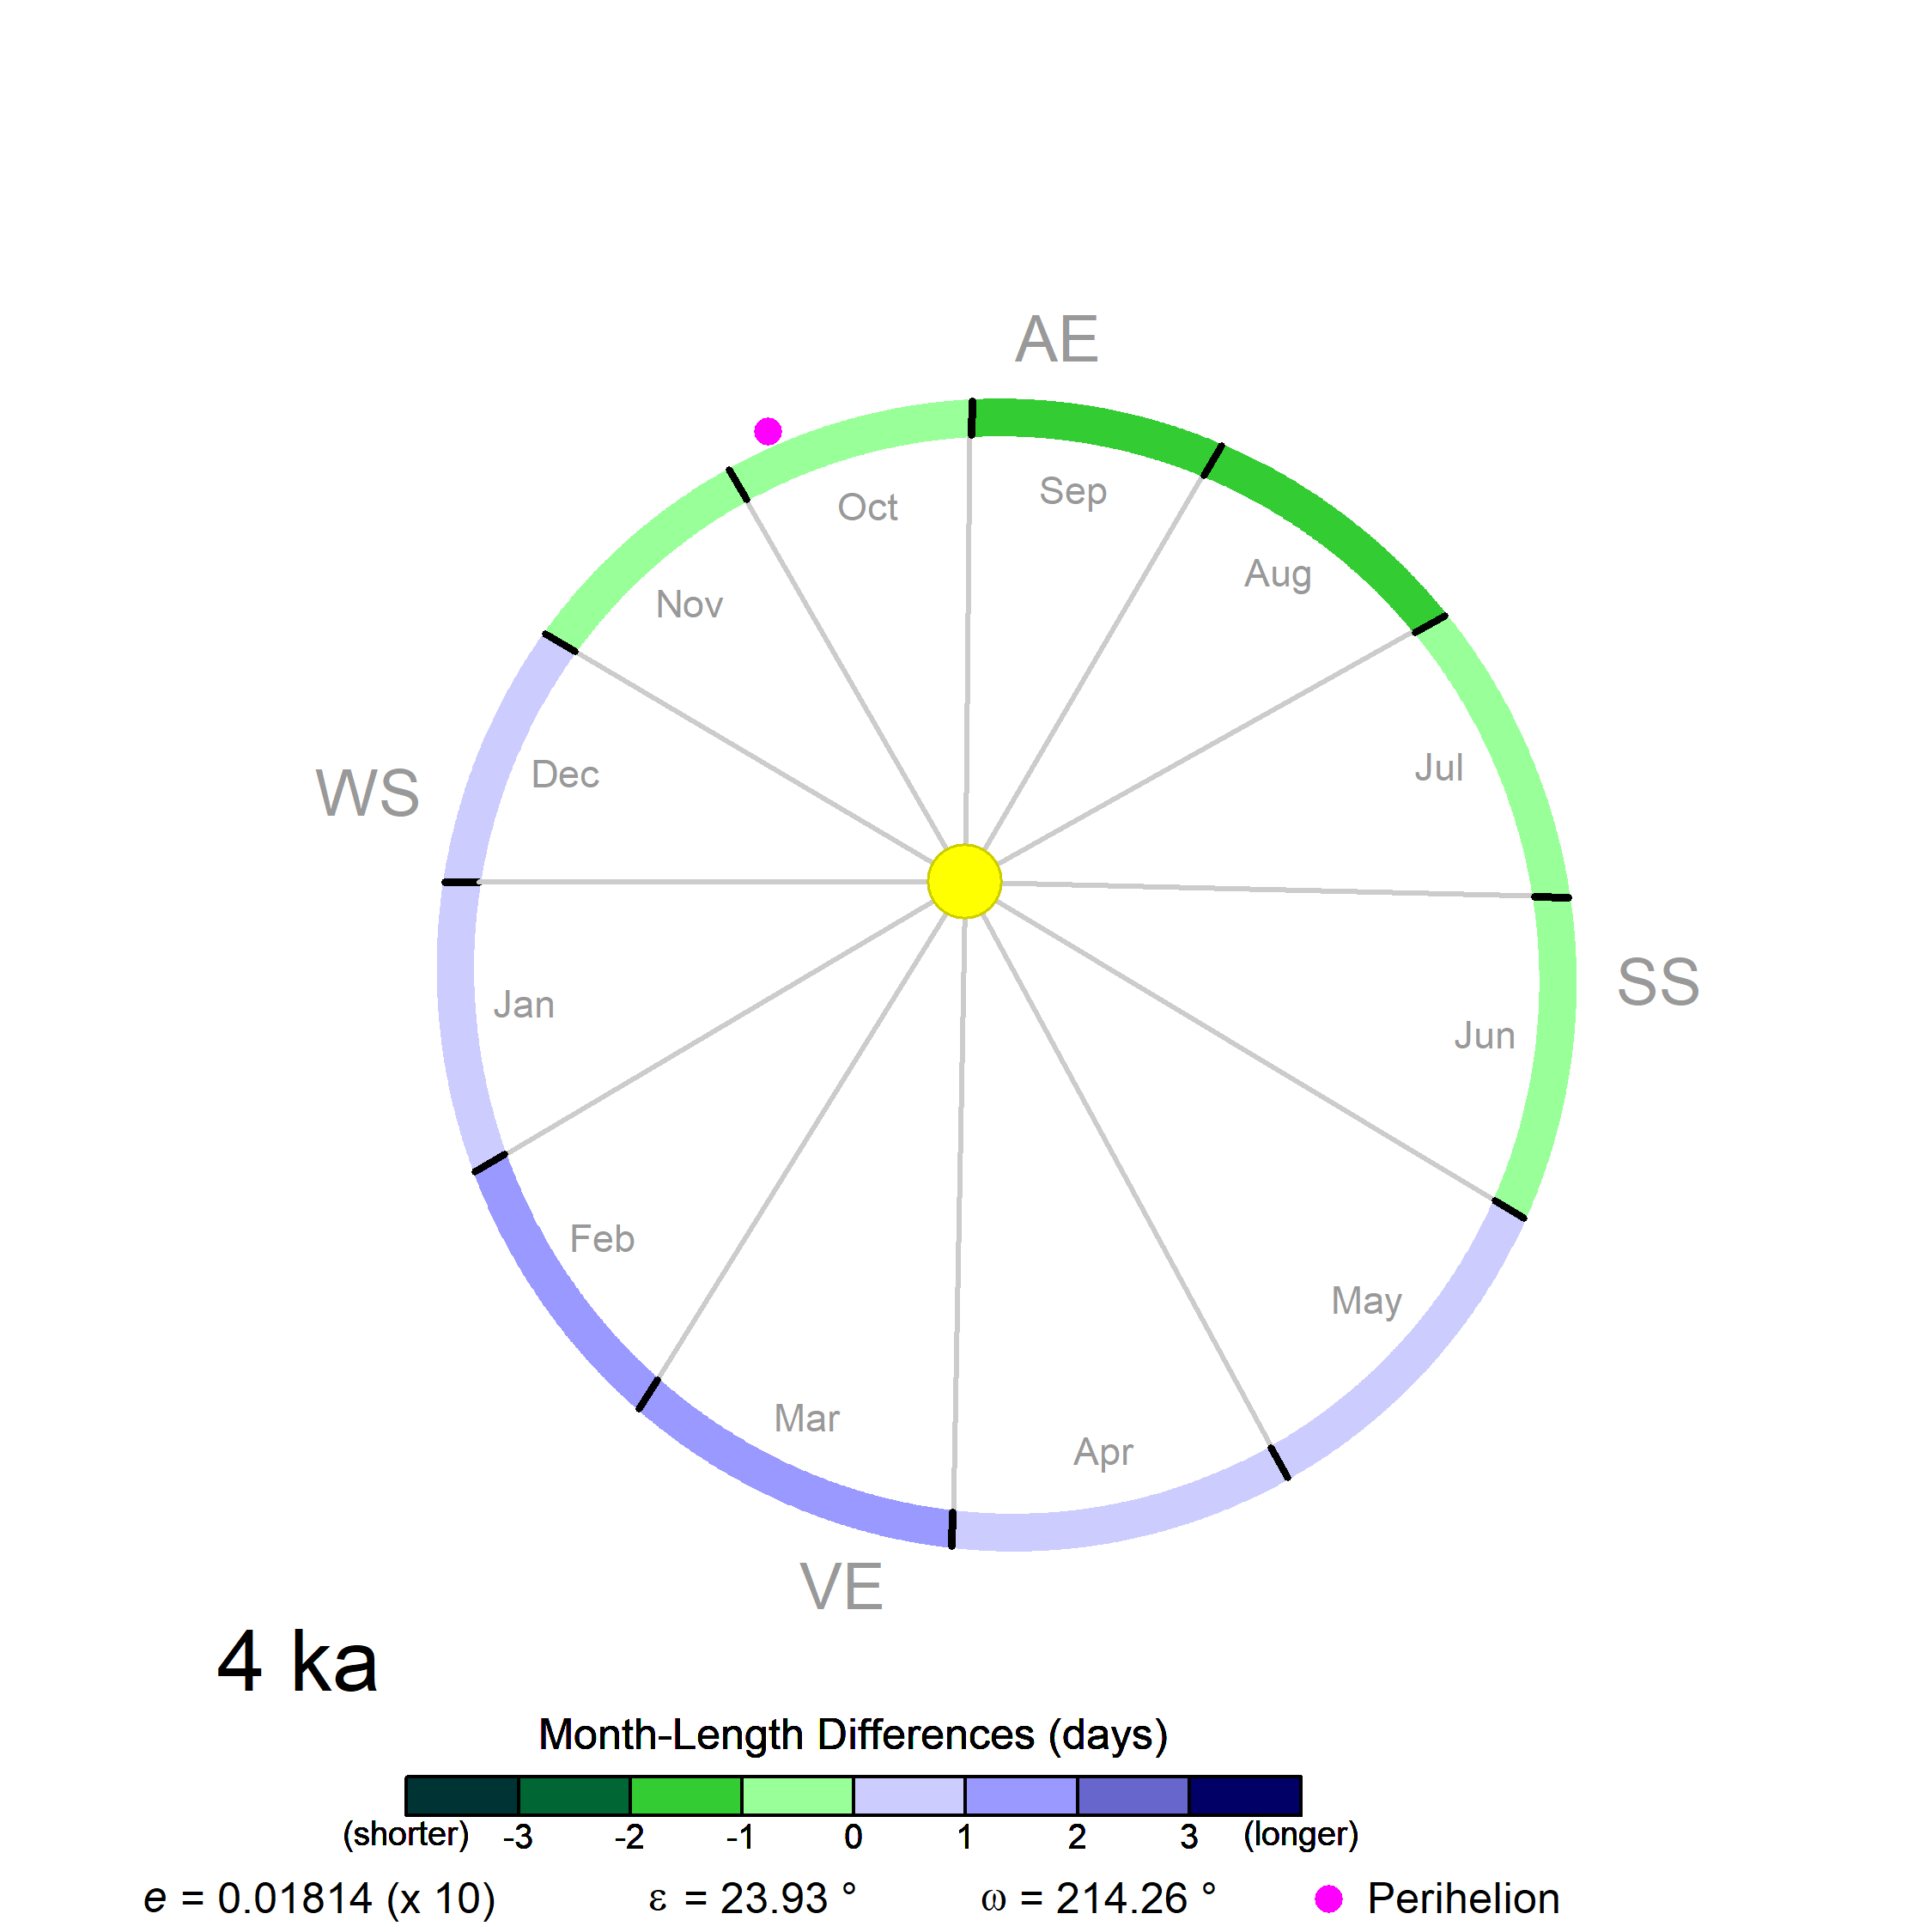 AE
Sep
Oct
Aug
Nov
Jul
Dec
WS
SS
Jan
Jun
Feb
May
Mar
Apr
VE
4 ka
Month-Length Differences (days)
(shorter) -3 -2 -1 0 1 2 3 (longer)
e = 0.01814 (x 10) ε = 23.93 ° ω = 214.26 ° Perihelion